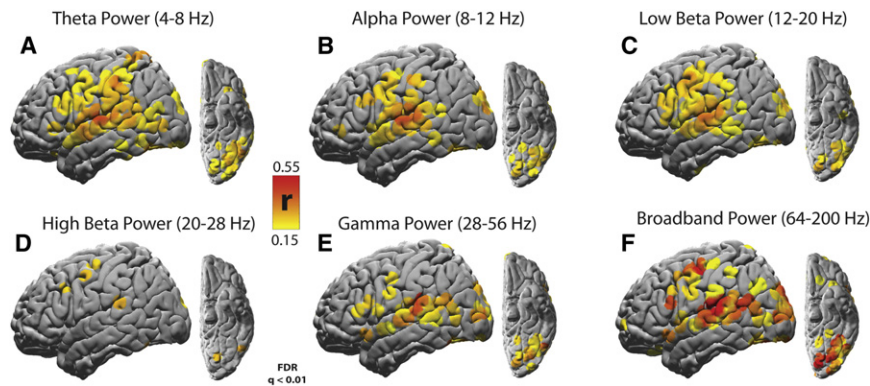 Theta Power (4-8 Hz)
Alpha Power (8-12 Hz)
Low Beta Power (12-20 Hz)
A
B
C
0.55
r
0.15
High Beta Power (20-28 Hz)
Gamma Power (28-56 Hz)
Broadband Power (64-200 Hz)
D
E
F
FDR
q < 0.01